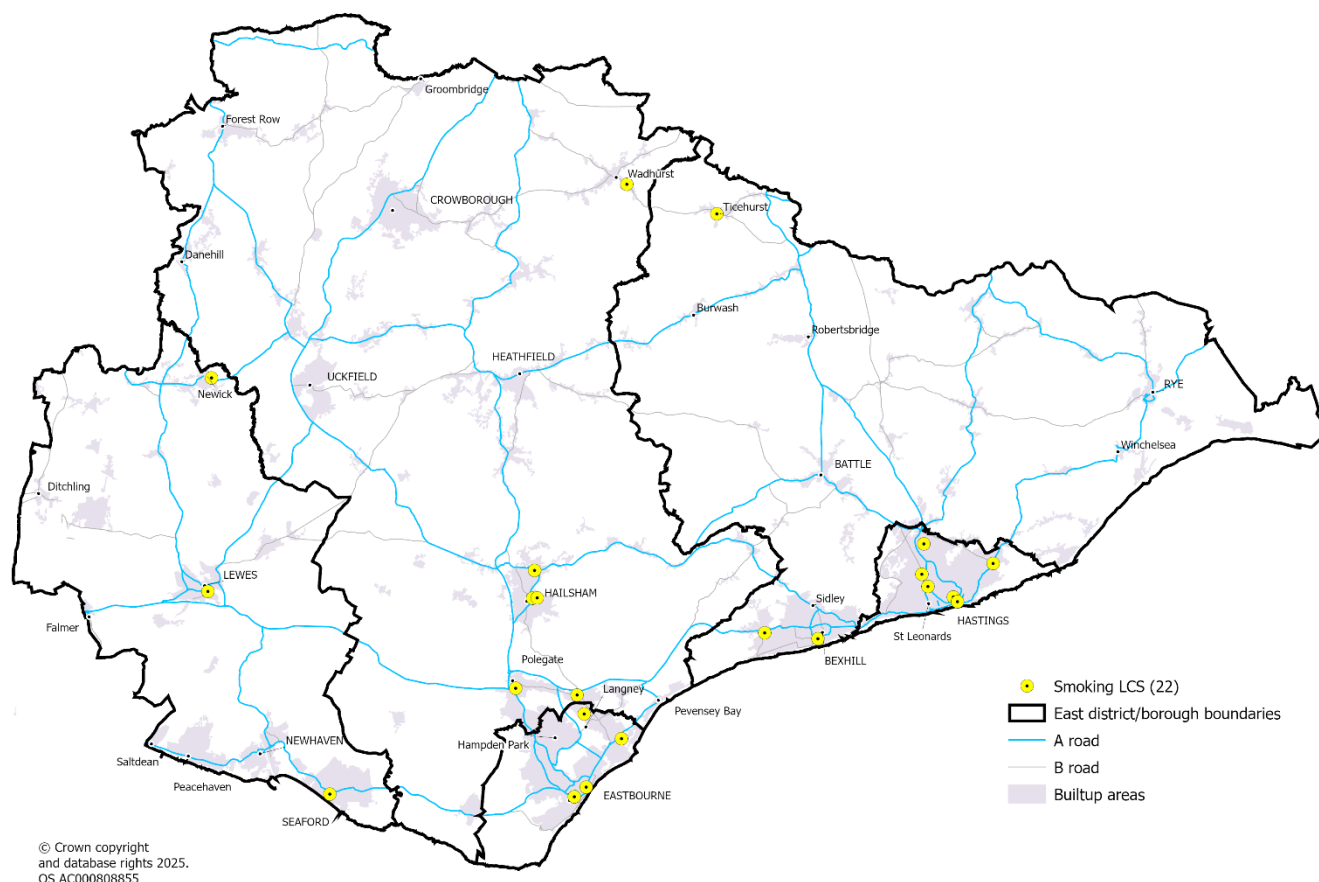 Groombridge
Forest Row
Wadhurst
CROWBOROUGH
Ticehurst
Danehill
Burwash
Robertsbridge
HEATHFIELD
UCKFIELD
RYE
Newick
Winchelsea
BATTLE
Ditchling
LEWES
HAILSHAM
Sidley
HASTINGS
Falmer
St Leonards
BEXHILL
Polegate
Langney
Pevensey Bay
Hampden Park
NEWHAVEN
Saltdean
Peacehaven
EASTBOURNE
SEAFORD
Smoking LCS (22)
East district/borough boundaries
A road
B road
Builtup areas
© Crown copyright
and database rights 2025.
OS AC000808855